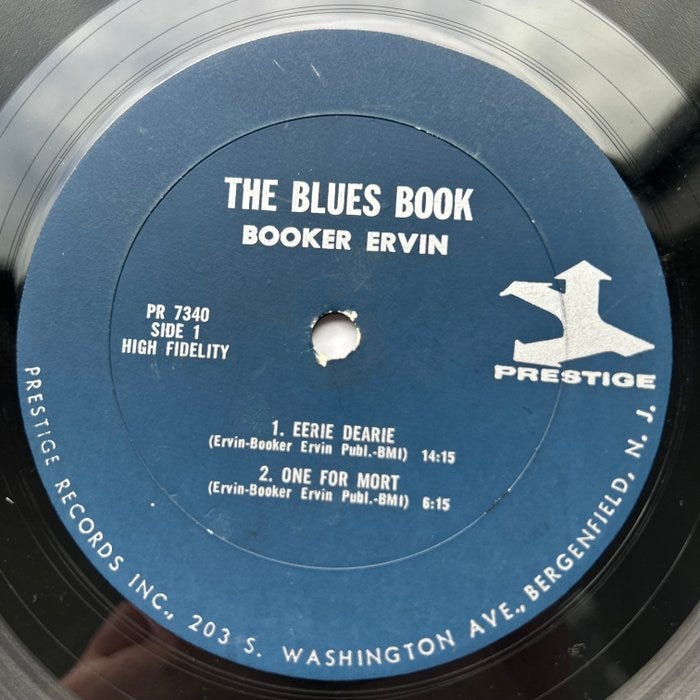 THE BLUES BOOK
BOOKER ERVIN
PR 7340
SIDE 1
HIGH FIDELITY
PRESTIGE
1. EERIE DEARIE
(Ervin-Booker Ervin Publ.-BMI) 14:15
2. ONE FOR MORT
(Ervin-Booker Ervin Publ.-BMI) 6:15
PRESTIGE RECORDS INC., 203 S. WASHINGTON AVE., BERGENFIELD, N. J.